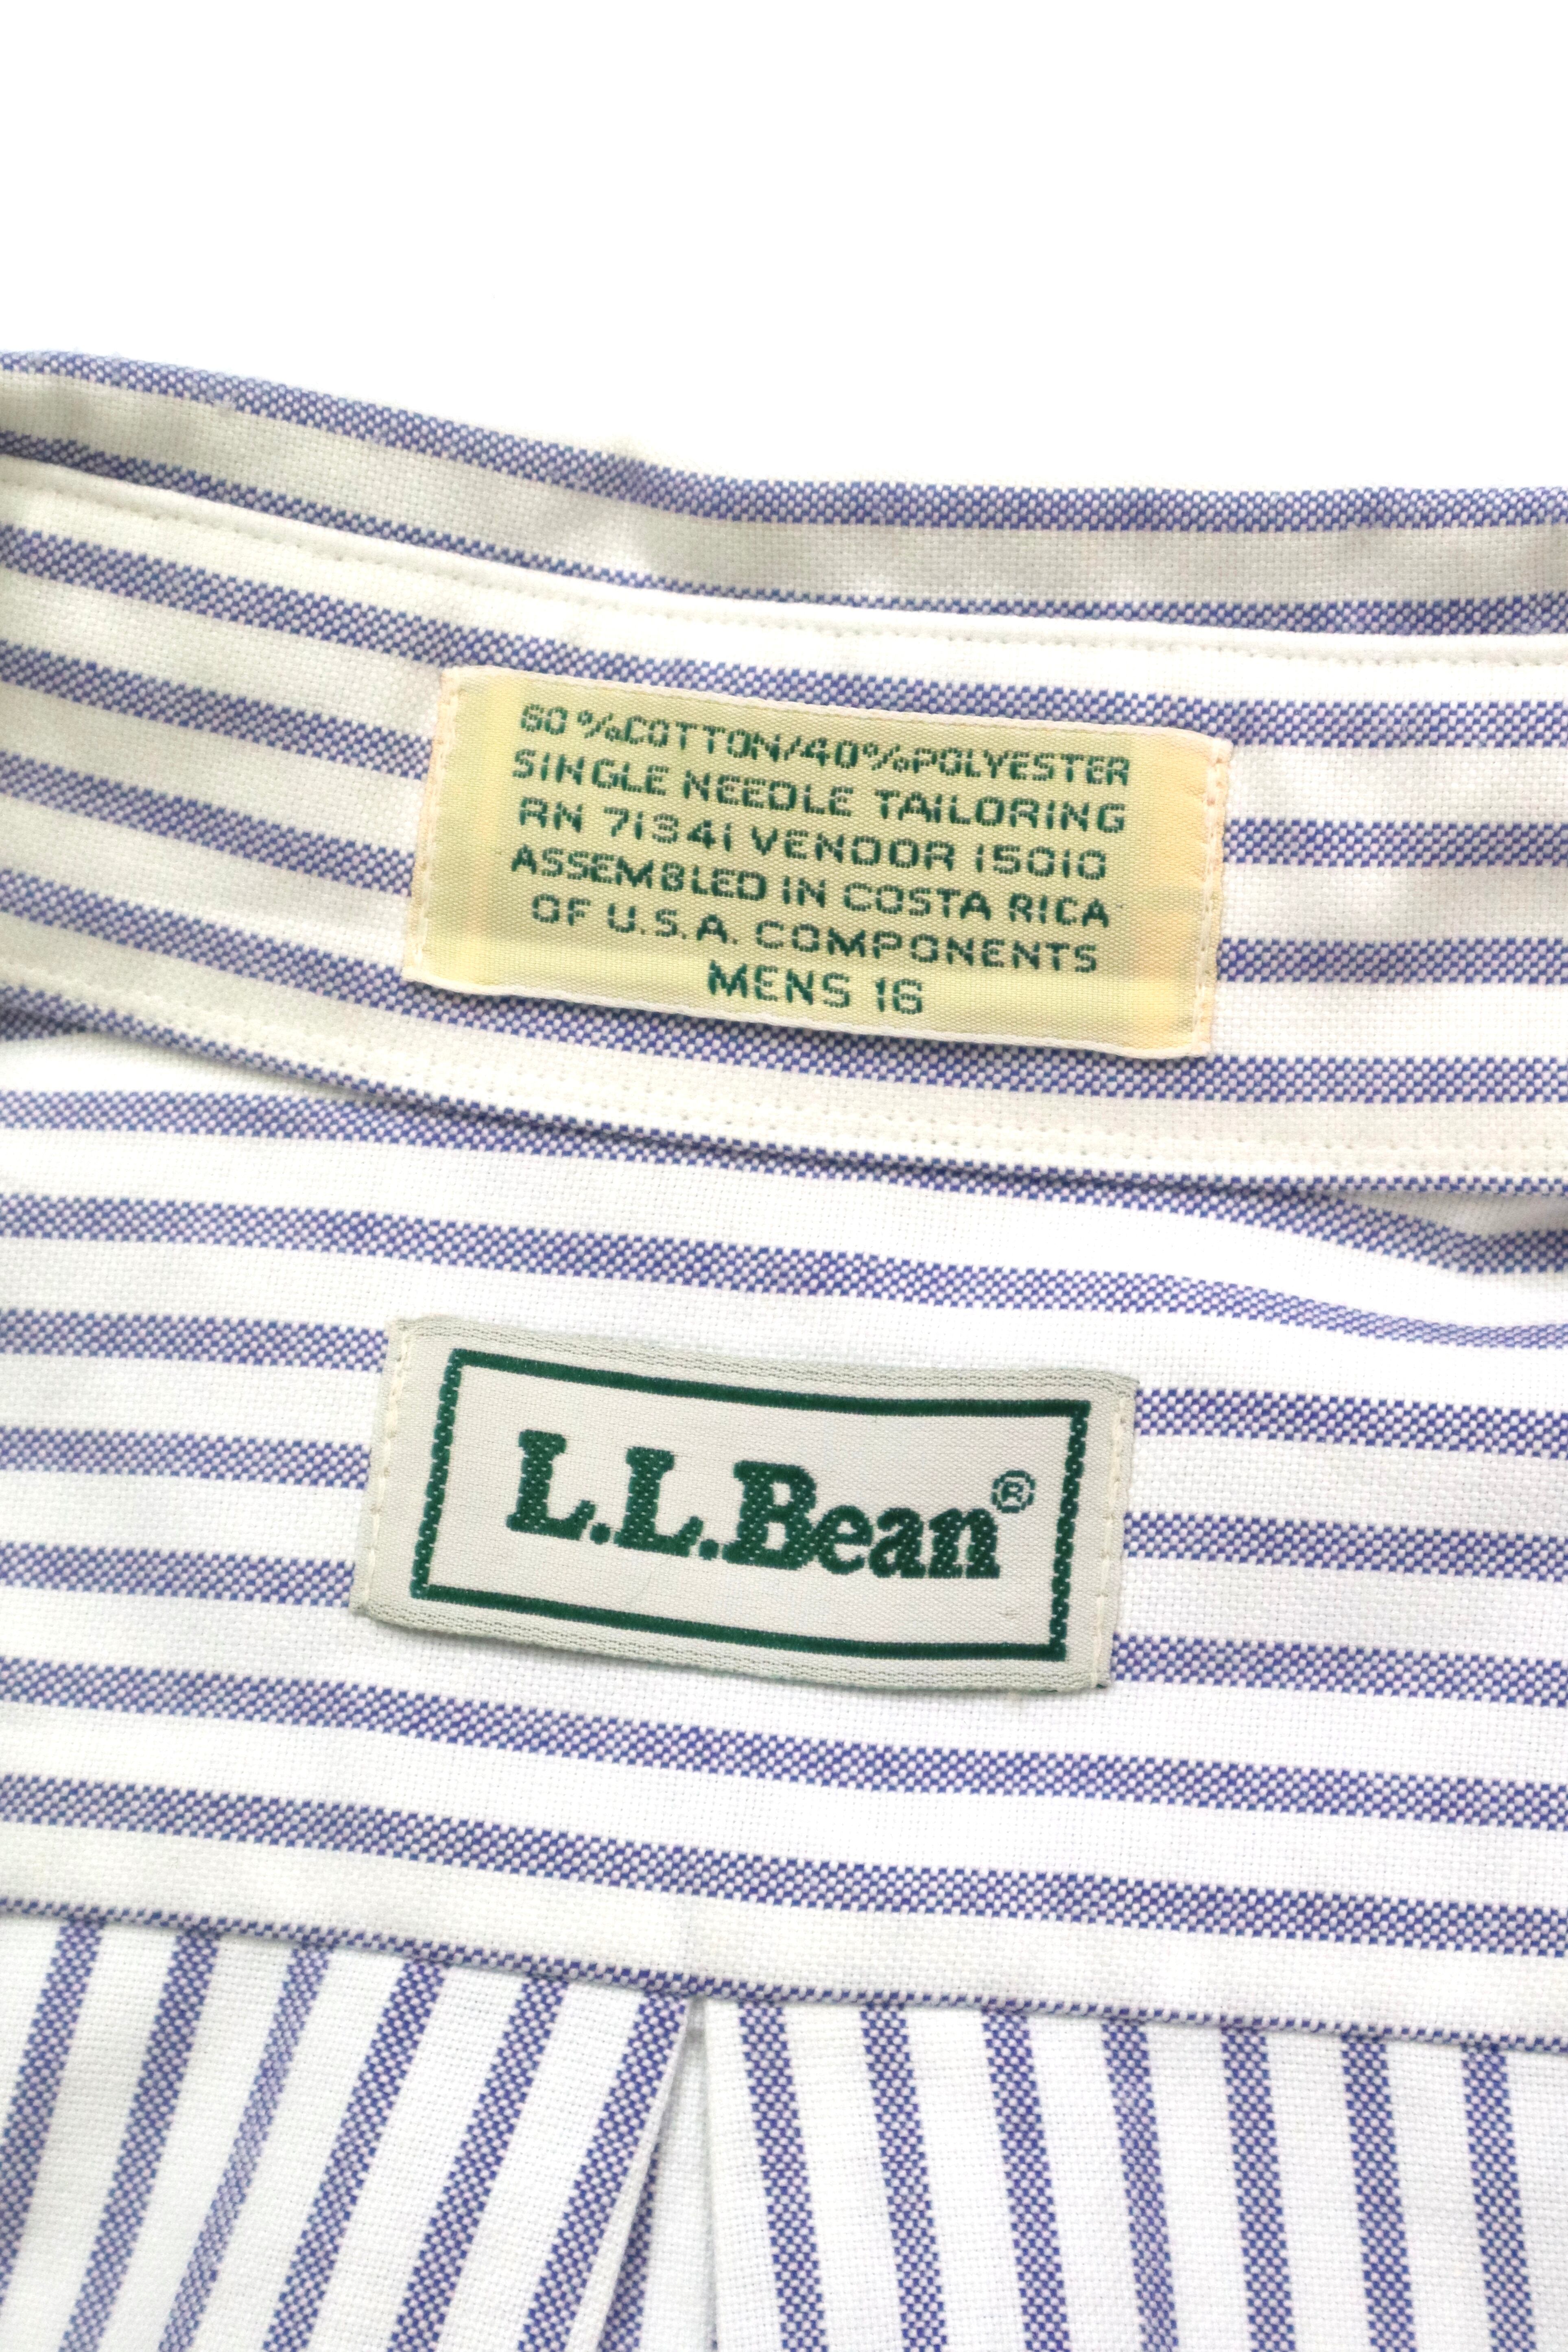 60%COTTON/40%POLYESTER
SINGLE NEEDLE TAILORING
RN 71341 VENDOR 15010
ASSEMBLED IN COSTA RICA
OF U.S.A. COMPONENTS
MENS 16
L.L.Bean®